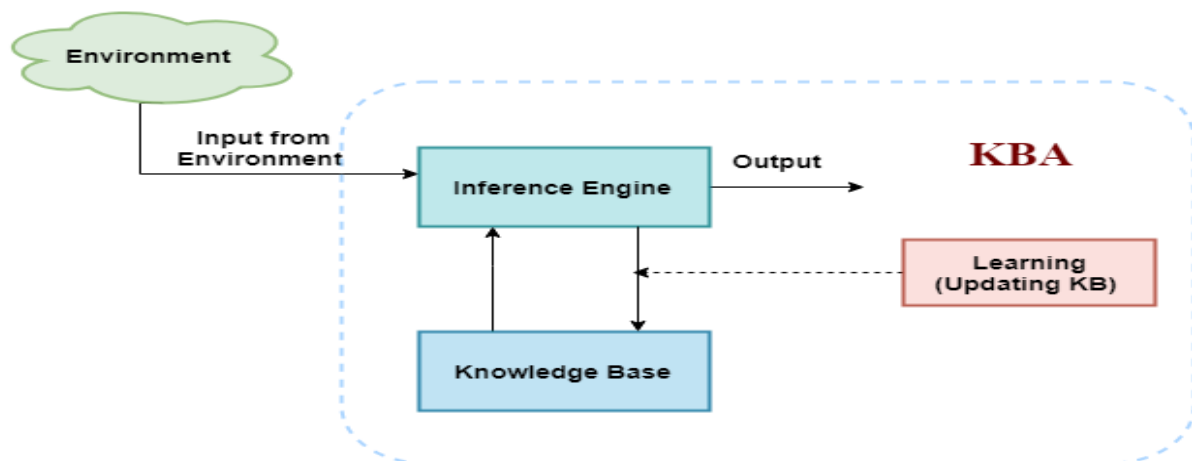 Environment
Input from
Environment
Inference Engine
Output
KBA
Learning
(Updating KB)
Knowledge Base